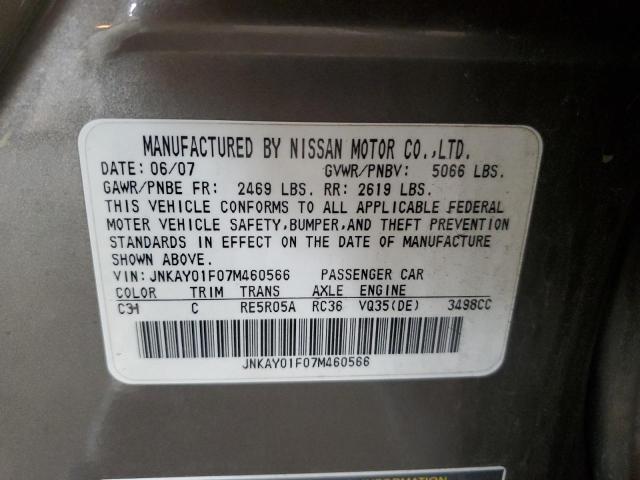 MANUFACTURED BY NISSAN MOTOR CO.,LTD.
DATE: 06/07 GVWR/PNBV: 5066 LBS.
GAWR/PNBE FR: 2469 LBS. RR: 2619 LBS.
THIS VEHICLE CONFORMS TO ALL APPLICABLE FEDERAL
MOTOR VEHICLE SAFETY,BUMPER,AND THEFT PREVENTION
STANDARDS IN EFFECT ON THE DATE OF MANUFACTURE
SHOWN ABOVE.
VIN: JNKAY01F07M460566 PASSENGER CAR
COLOR TRIM TRANS AXLE ENGINE
C RE5R05A RC36 VQ35(DE) 3498CC
JNKAY01F07M460566
INFORMATION